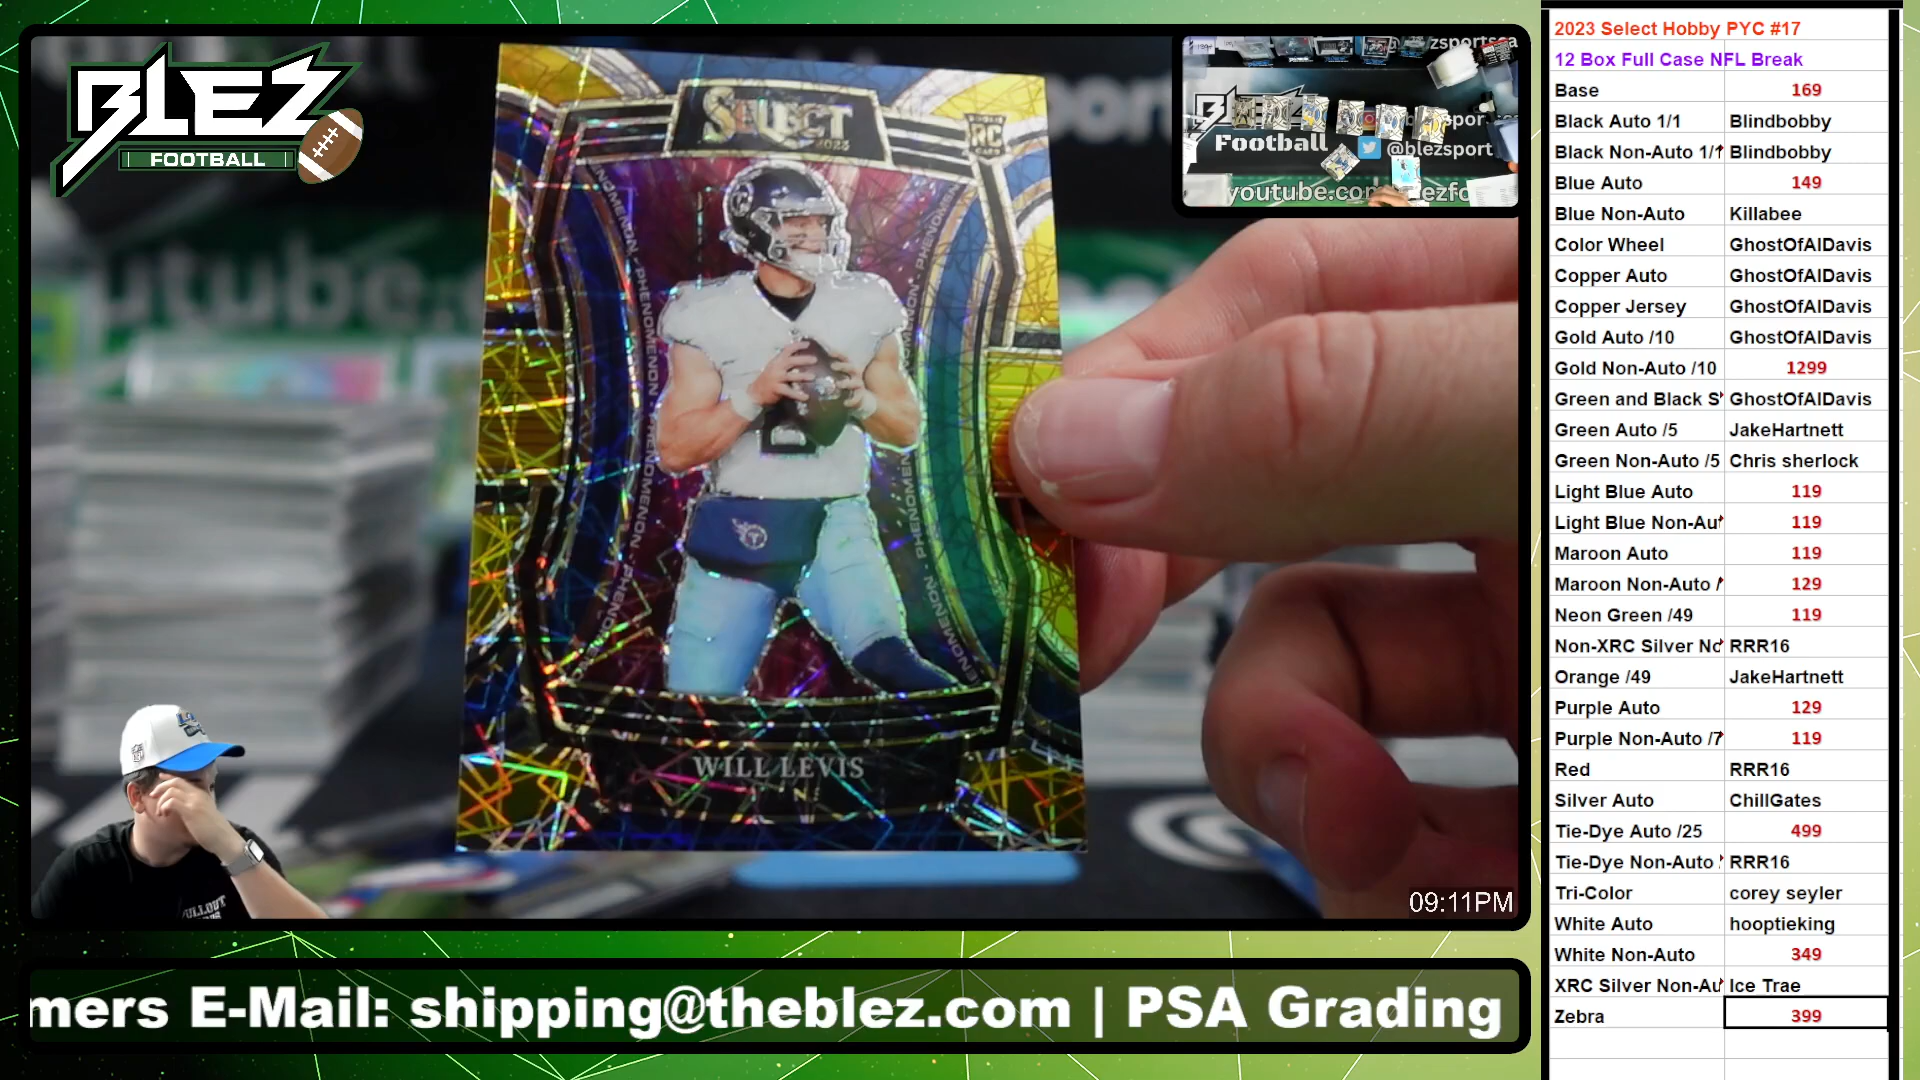 BLEZ
FOOTBALL
SELECT
2023
RC
PHENOMENON · PHENOMENON · PHENOMENON
WILL LEVIS
Football
@blezsport
youtube.com
09:11PM
mers E-Mail: shipping@theblez.com | PSA Grading
2023 Select Hobby PYC #17
12 Box Full Case NFL Break
Base 169
Black Auto 1/1 Blindbobby
Black Non-Auto 1/1 Blindbobby
Blue Auto 149
Blue Non-Auto Killabee
Color Wheel GhostOfAlDavis
Copper Auto GhostOfAlDavis
Copper Jersey GhostOfAlDavis
Gold Auto /10 GhostOfAlDavis
Gold Non-Auto /10 1299
Green and Black S GhostOfAlDavis
Green Auto /5 JakeHartnett
Green Non-Auto /5 Chris sherlock
Light Blue Auto 119
Light Blue Non-Au 119
Maroon Auto 119
Maroon Non-Auto / 129
Neon Green /49 119
Non-XRC Silver No RRR16
Orange /49 JakeHartnett
Purple Auto 129
Purple Non-Auto /7 119
Red RRR16
Silver Auto ChillGates
Tie-Dye Auto /25 499
Tie-Dye Non-Auto RRR16
Tri-Color corey seyler
White Auto hooptieking
White Non-Auto 349
XRC Silver Non-Au Ice Trae
Zebra 399